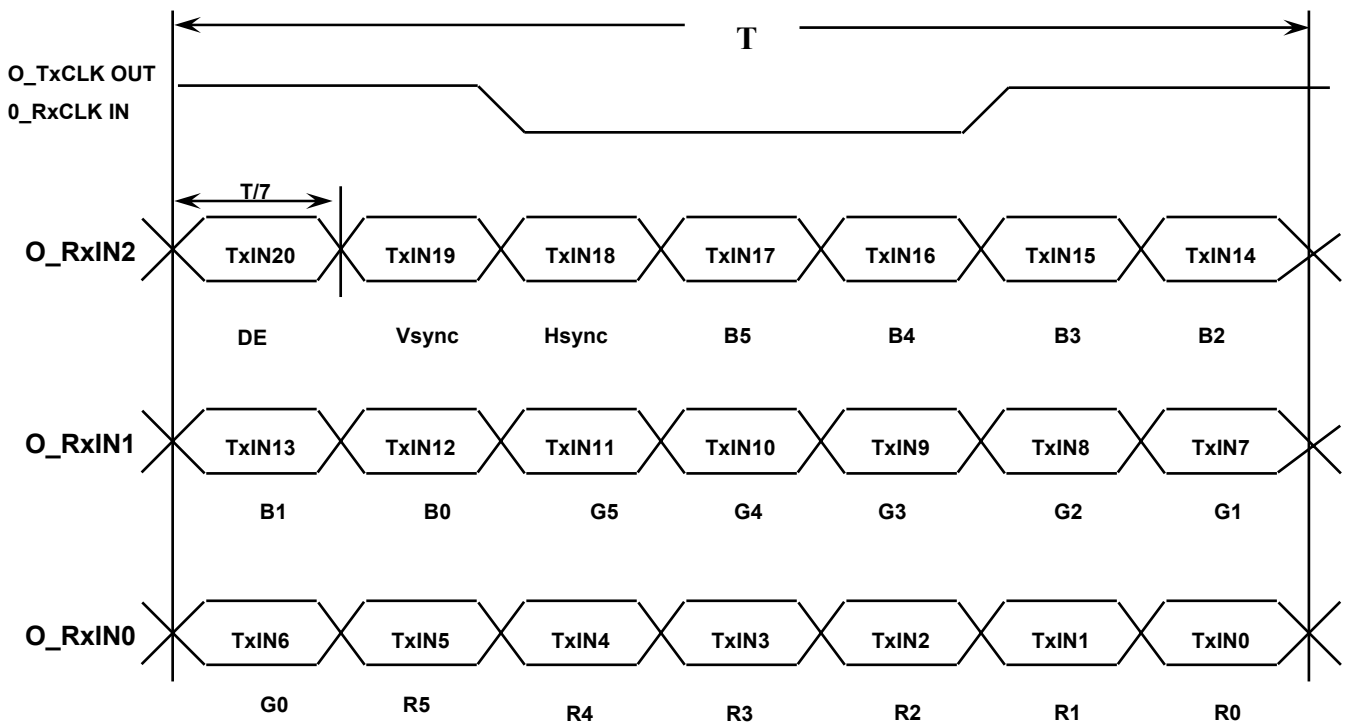 T
O_TxCLK OUT
0_RxCLK IN
T/7
O_RxIN2 TxIN20 TxIN19 TxIN18 TxIN17 TxIN16 TxIN15 TxIN14
DE Vsync Hsync B5 B4 B3 B2
O_RxIN1 TxIN13 TxIN12 TxIN11 TxIN10 TxIN9 TxIN8 TxIN7
B1 B0 G5 G4 G3 G2 G1
O_RxIN0 TxIN6 TxIN5 TxIN4 TxIN3 TxIN2 TxIN1 TxIN0
G0 R5 R4 R3 R2 R1 R0